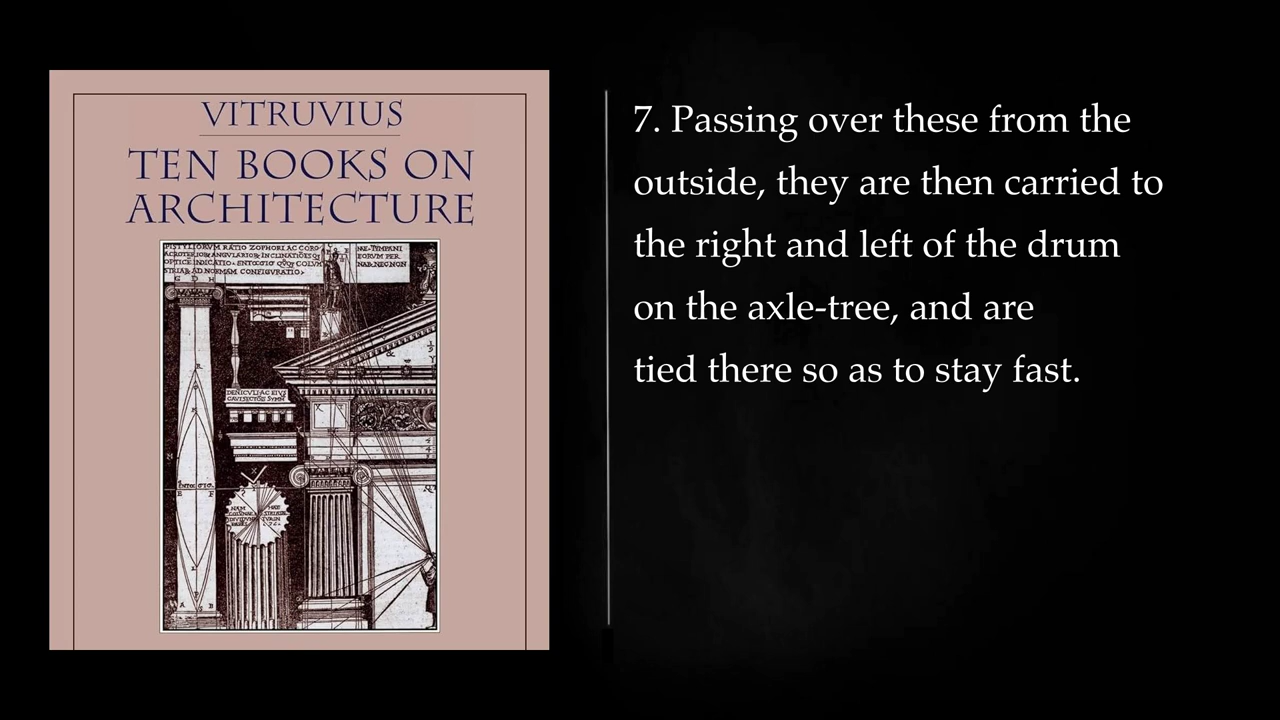 VITRUVIUS
TEN BOOKS ON
ARCHITECTURE
7. Passing over these from the
outside, they are then carried to
the right and left of the drum
on the axle-tree, and are
tied there so as to stay fast.